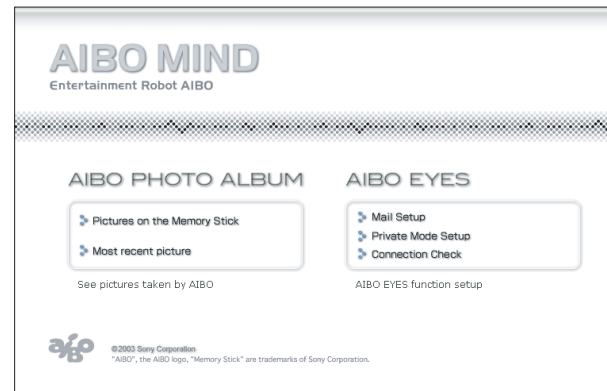 AIBO MIND
Entertainment Robot AIBO
AIBO PHOTO ALBUM
Pictures on the Memory Stick
Most recent picture
See pictures taken by AIBO
AIBO EYES
Mail Setup
Private Mode Setup
Connection Check
AIBO EYES function setup
aiBo
©2003 Sony Corporation
"AIBO", the AIBO logo, "Memory Stick" are trademarks of Sony Corporation.